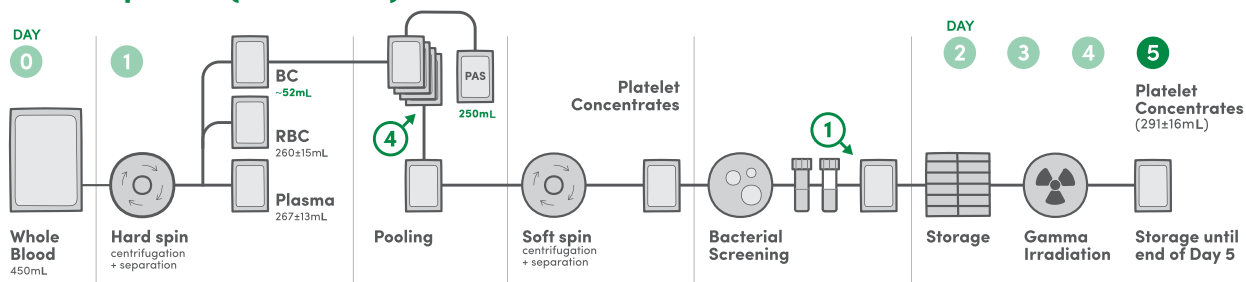 DAY
0
1
BC
~52mL
RBC
260±15mL
Plasma
267±13mL
PAS
250mL
4
Platelet
Concentrates
1
DAY
2
3
4
5
Platelet
Concentrates
(291±16mL)
Whole
Blood
450mL
Hard spin
centrifugation
+ separation
Pooling
Soft spin
centrifugation
+ separation
Bacterial
Screening
Storage
Gamma
Irradiation
Storage until
end of Day 5